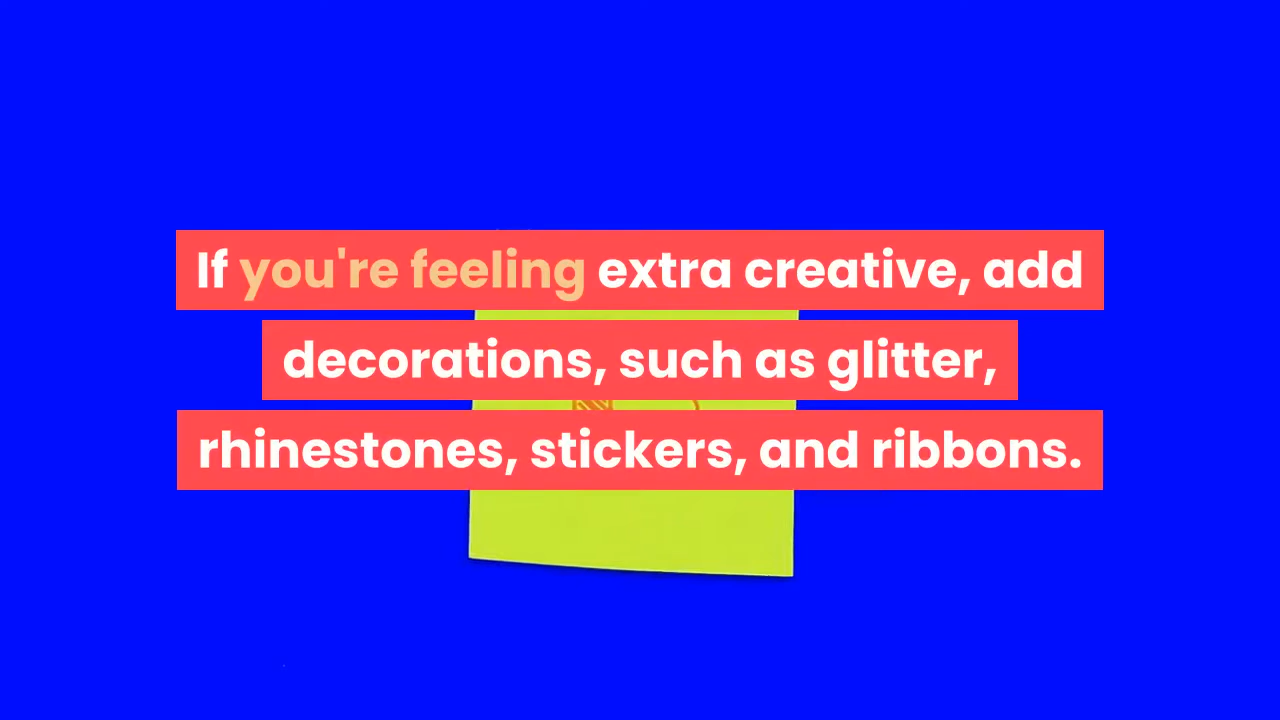 If you're feeling extra creative, add
decorations, such as glitter,
rhinestones, stickers, and ribbons.